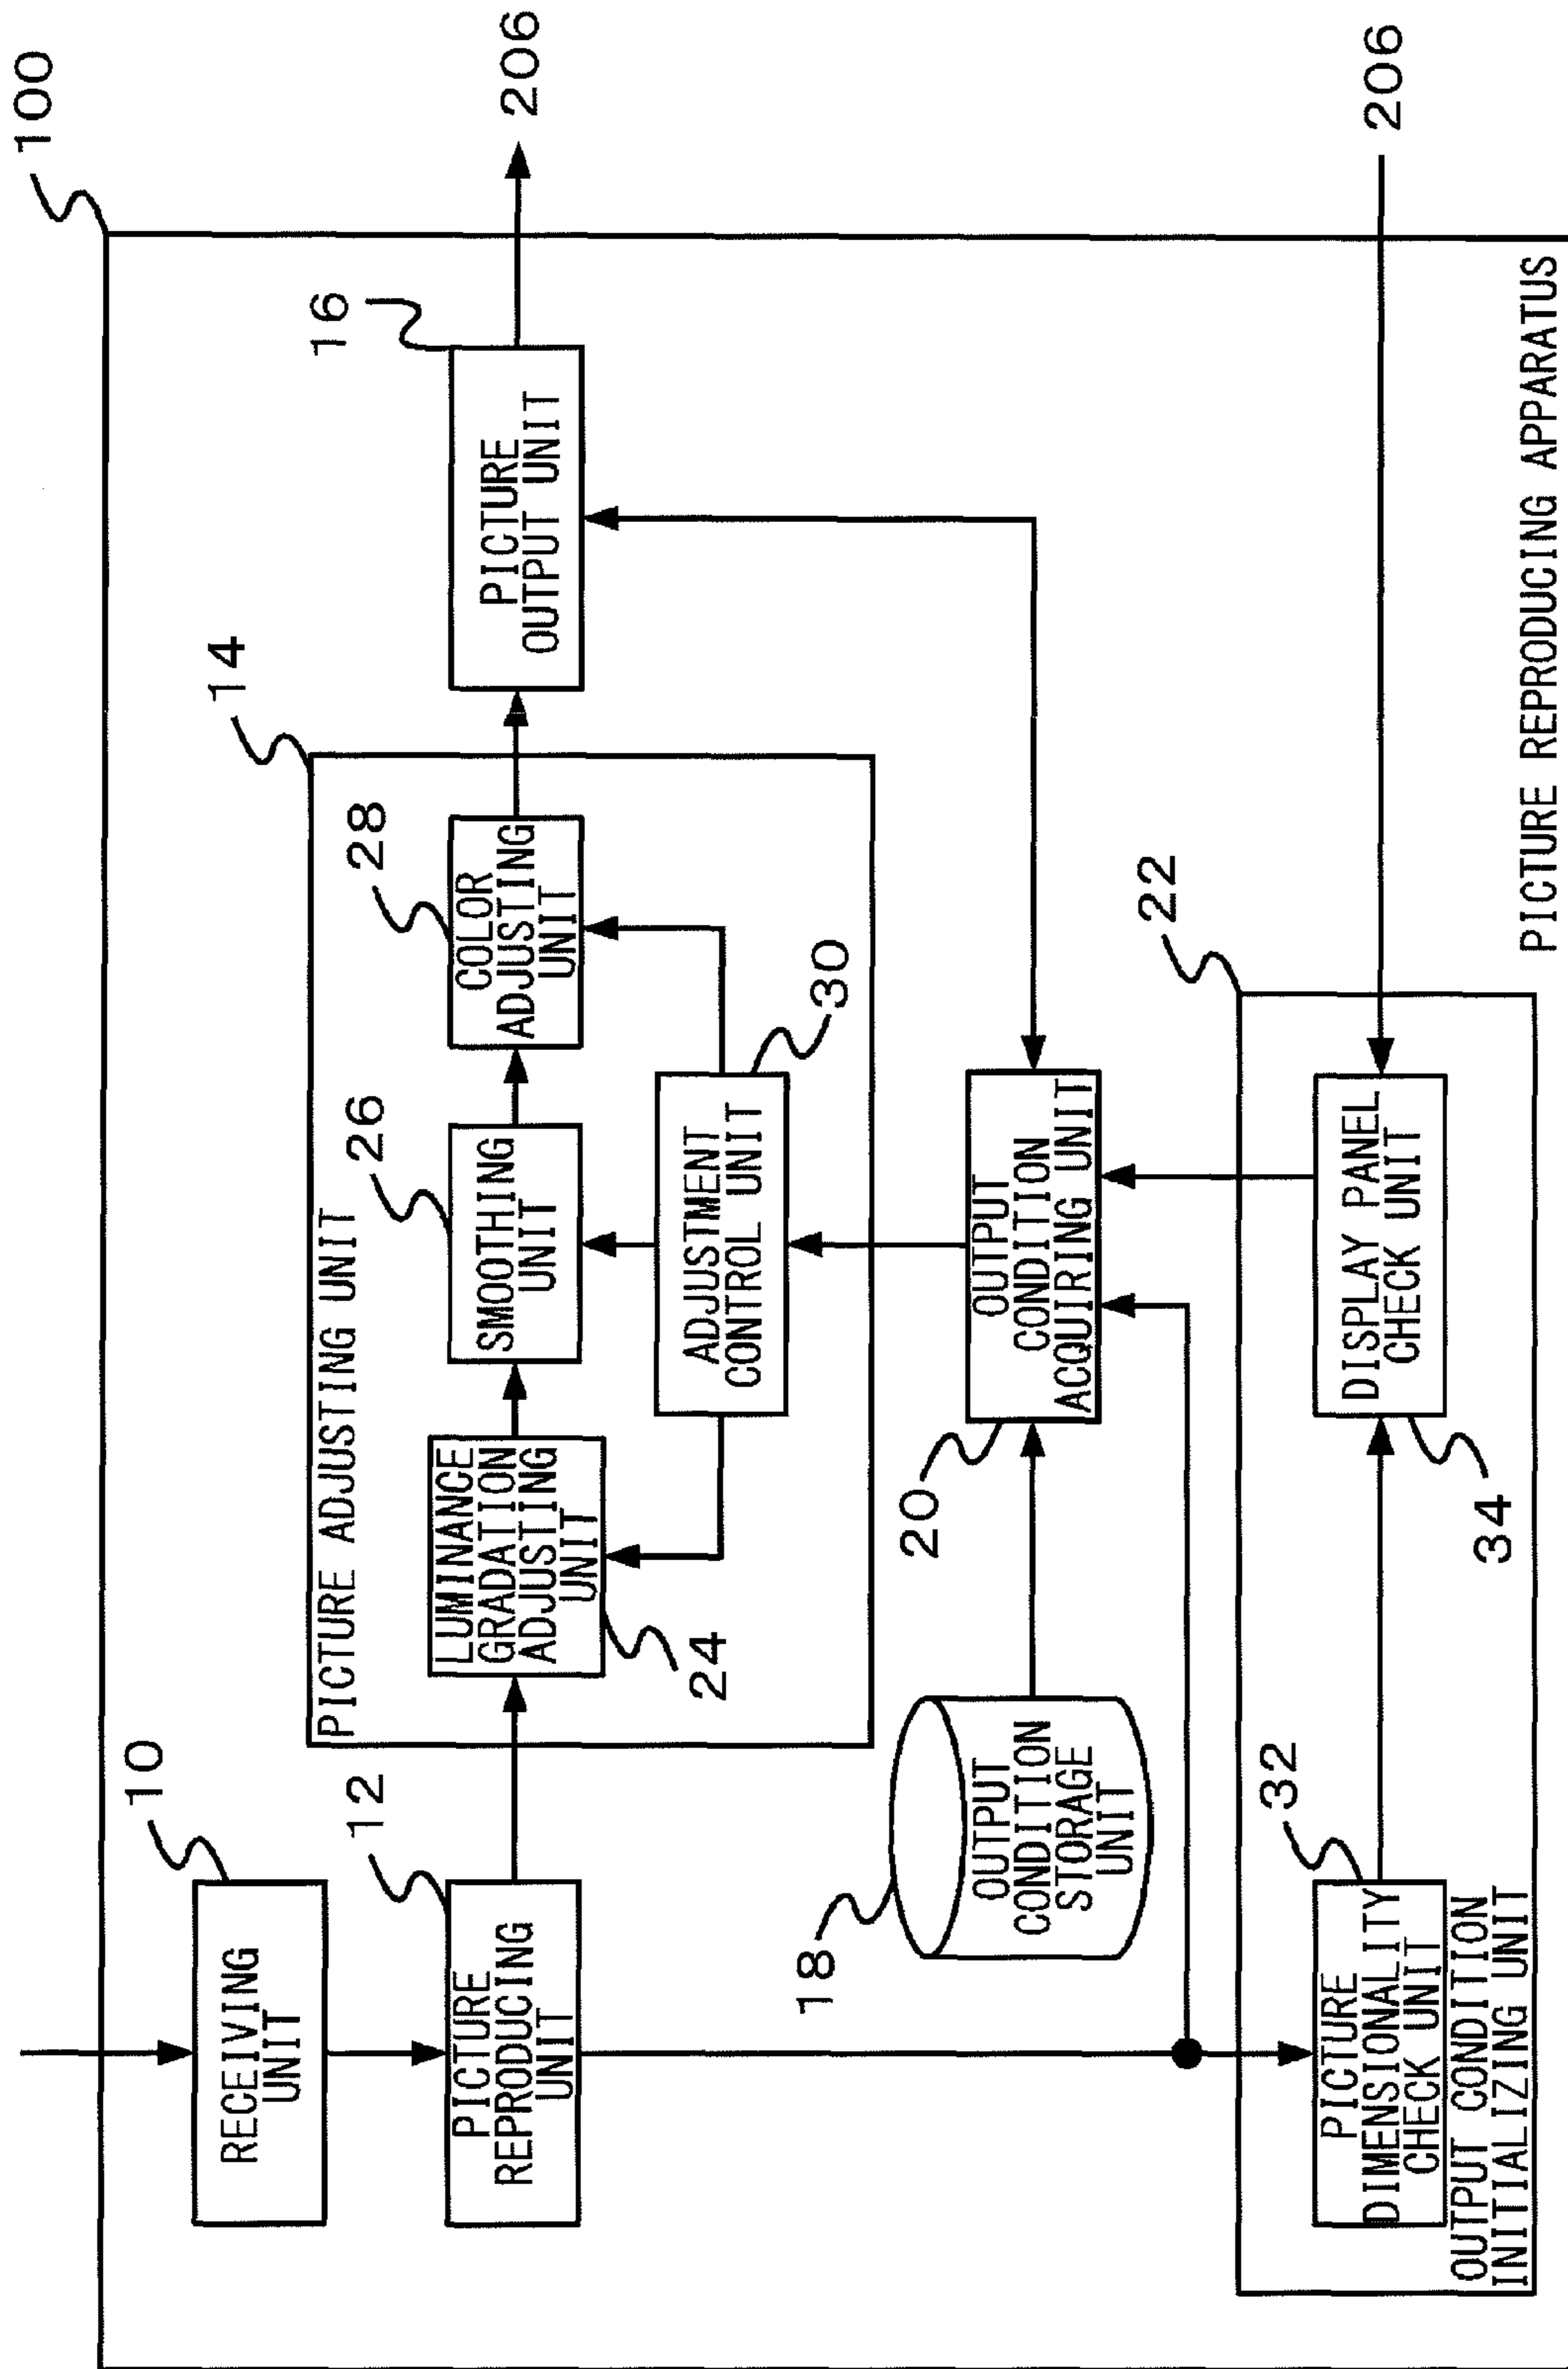 100
10
RECEIVING
UNIT
12
PICTURE
REPRODUCING
UNIT
14
PICTURE ADJUSTING UNIT
LUMINANCE
GRADATION
ADJUSTING
UNIT
24
26
SMOOTHING
UNIT
28
COLOR
ADJUSTING
UNIT
ADJUSTMENT
CONTROL UNIT
30
16
PICTURE
OUTPUT UNIT
206
18
OUTPUT
CONDITION
STORAGE
UNIT
20
OUTPUT
CONDITION
ACQUIRING UNIT
22
32
PICTURE
DIMENSIONALITY
CHECK UNIT
OUTPUT CONDITION
INITIALIZING UNIT
DISPLAY PANEL
CHECK UNIT
34
206
PICTURE REPRODUCING APPARATUS